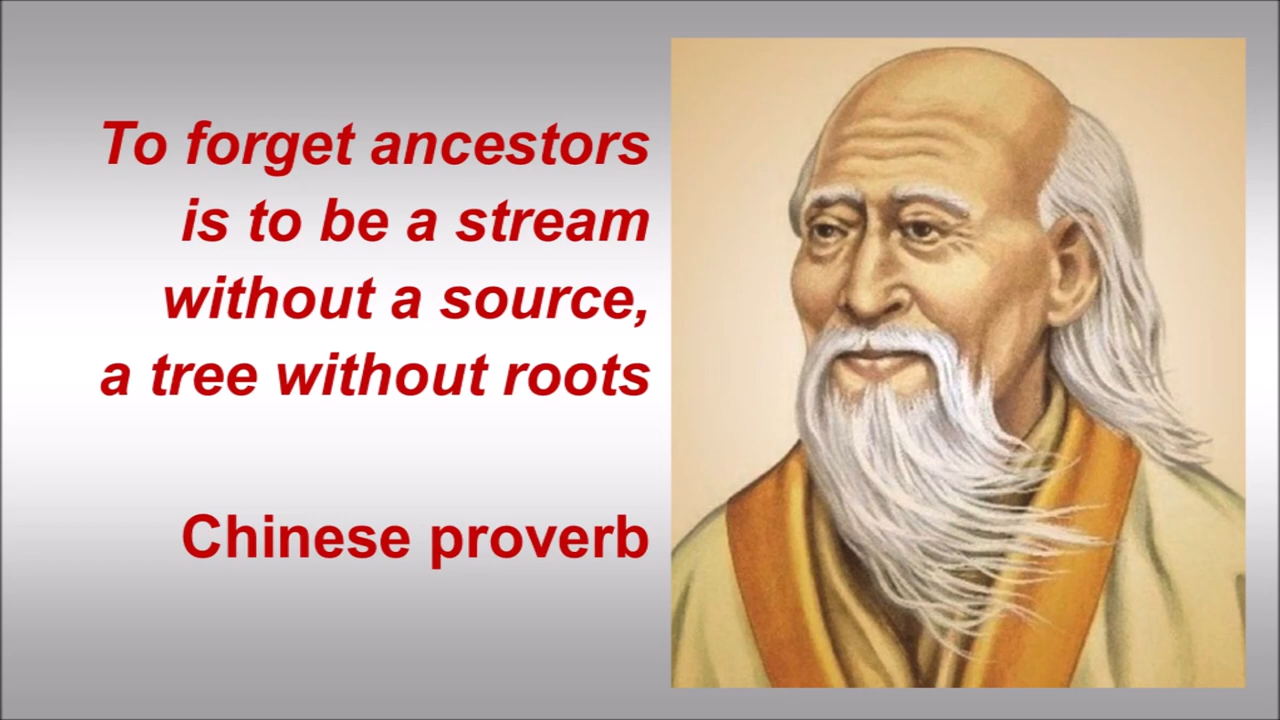 To forget ancestors
is to be a stream
without a source,
a tree without roots
Chinese proverb